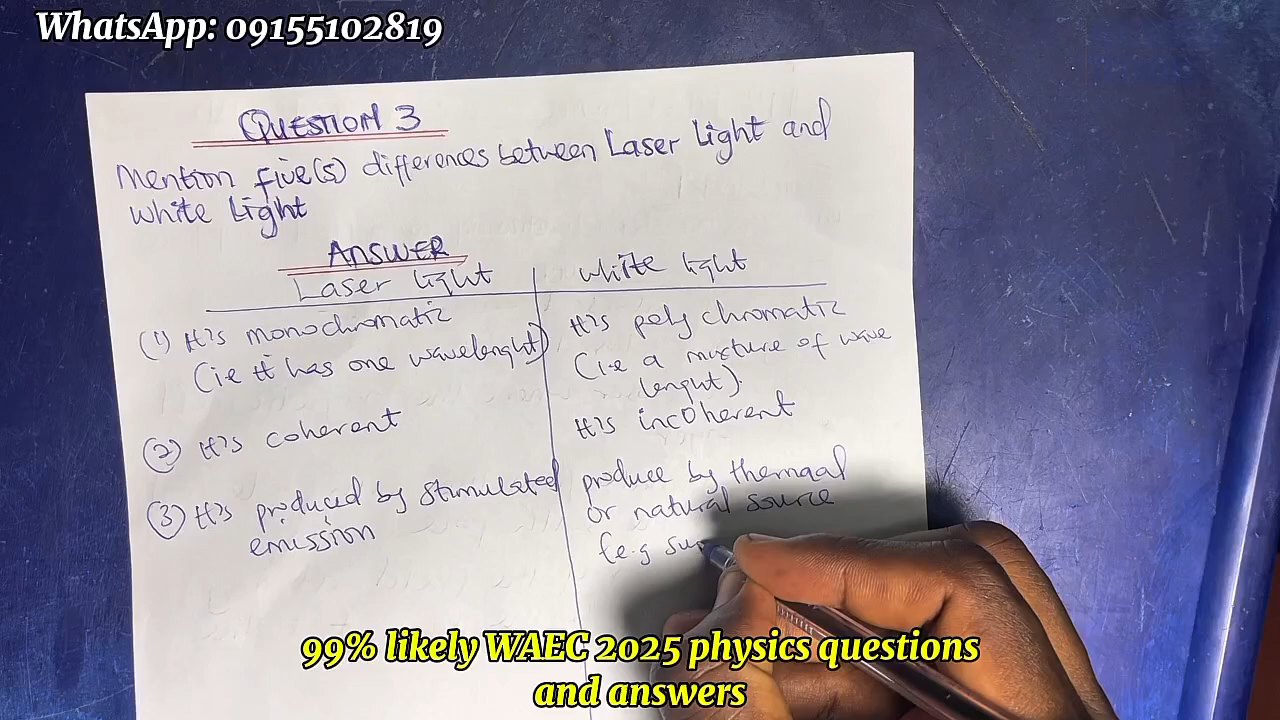 WhatsApp: 09155102819
QUESTION 3
Mention five(5) differences between Laser Light and
White Light
ANSWER
Laser light
white light
(1) It's monochromatic
(i.e it has one wavelenght)
It's poly chromatic
(i.e a mixture of wave
lenght).
(2) It's coherent
It's incoherent
(3) It's produced by stimulated
emission
produce by thermaal
or natural source
(e.g sun
99% likely WAEC 2025 physics questions
and answers